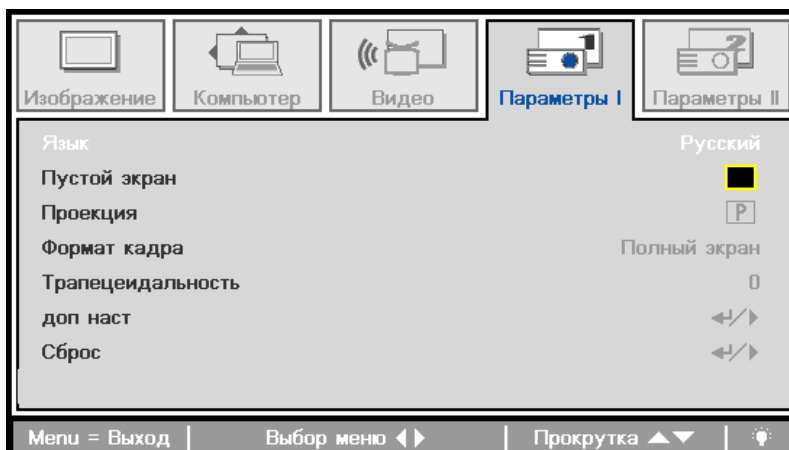 Изображение
Компьютер
Видео
Параметры I
Параметры II
Язык Русский
Пустой экран
Проекция P
Формат кадра Полный экран
Трапецеидальность 0
доп наст
Сброс
Menu = Выход Выбор меню Прокрутка